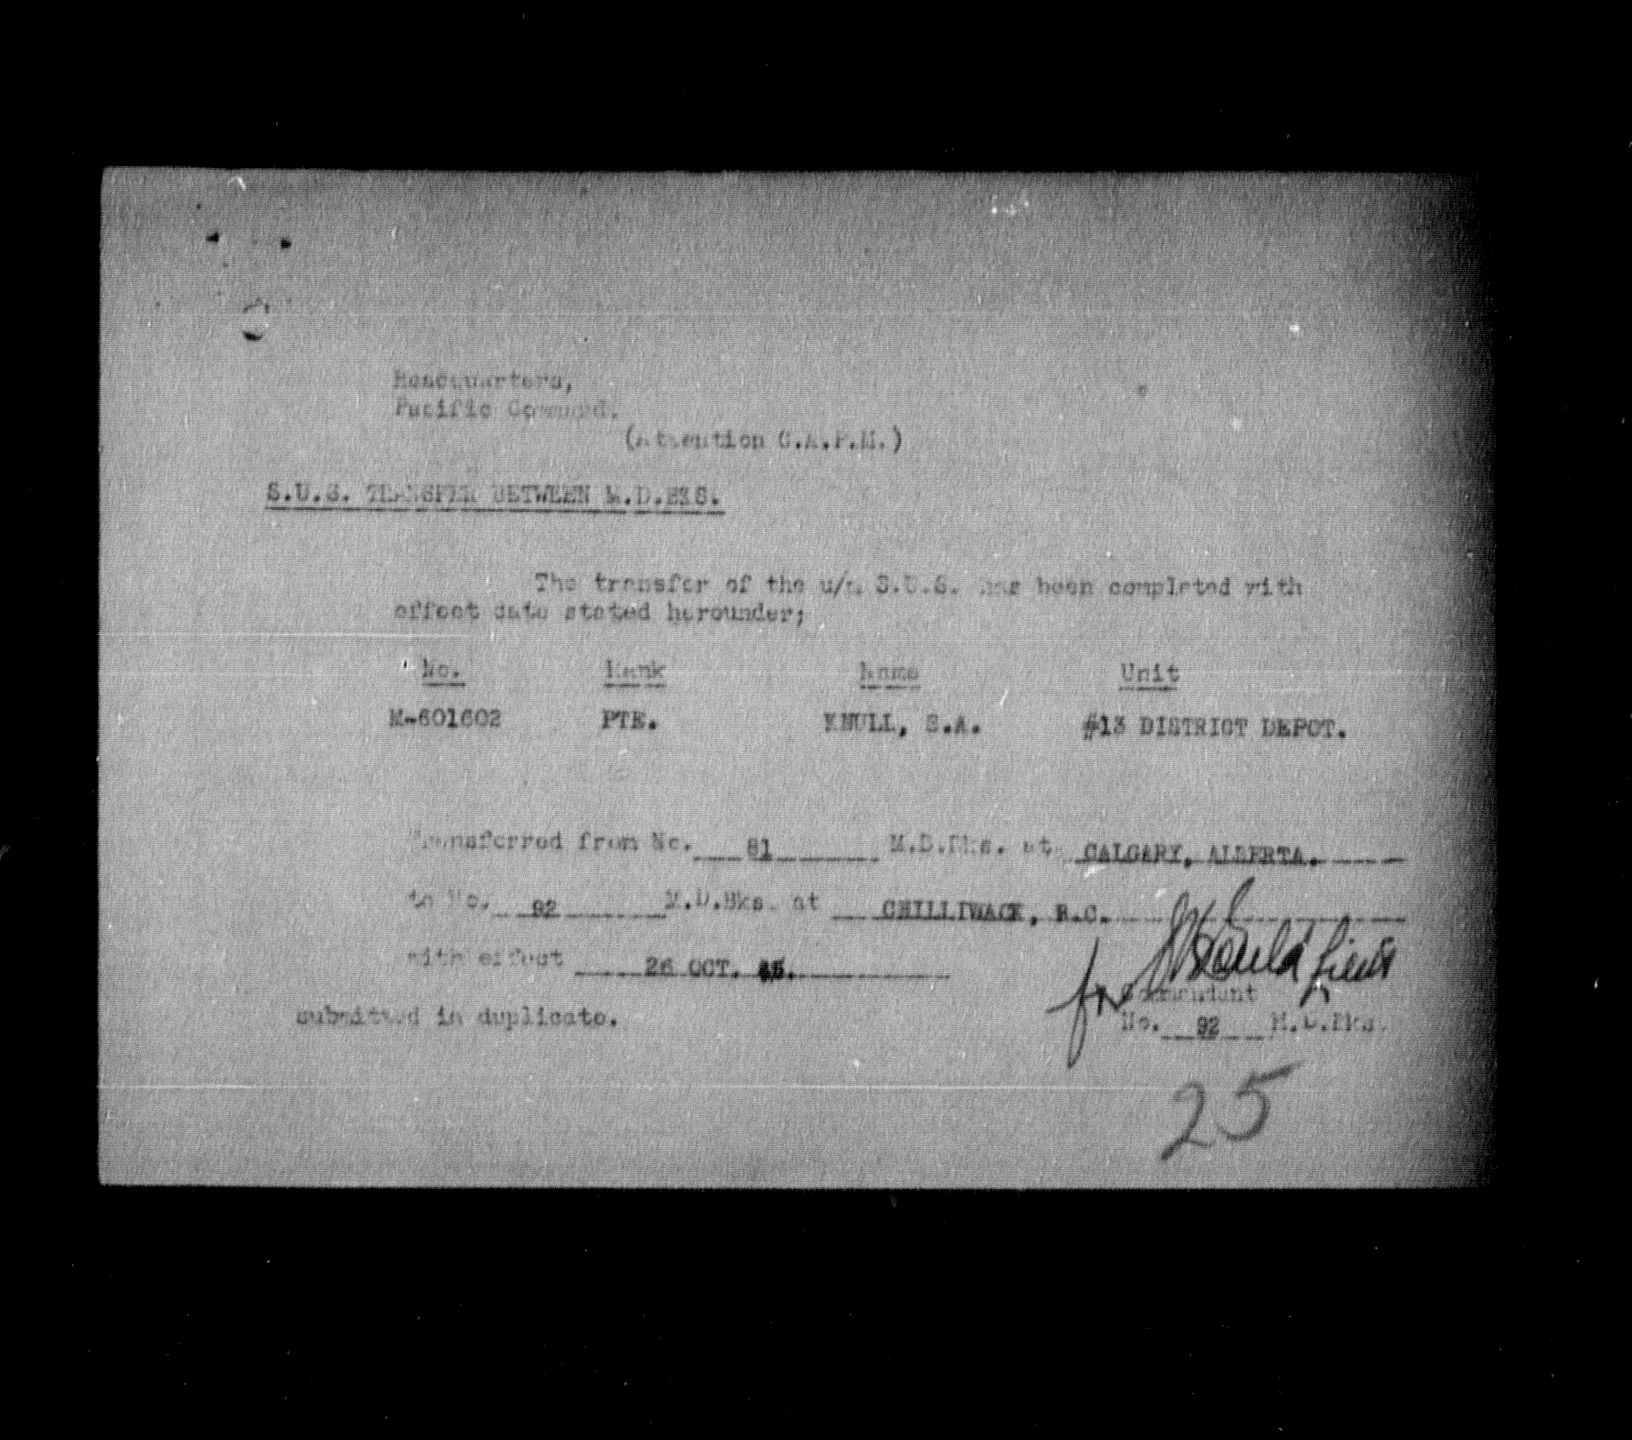 Headquarters,
Pacific Command.
(Attention C.A.P.M.)
S.U.S. TRANSFER BETWEEN M.D.BKS.
The transfer of the u/m S.U.S. has been completed with
effect date stated hereunder;
No. Rank Name Unit
M-601602 PTE. KNULL, S.A. #13 DISTRICT DEPOT.
Transferred from No. 81 M.D.Bks. at CALGARY, ALBERTA.
to No. 92 M.D.Bks. at CHILLIWACK, B.C.
with effect 26 OCT. 45.
for Lieut
Commandant
submitted in duplicate.
No. 92 M.D.Bks.
25